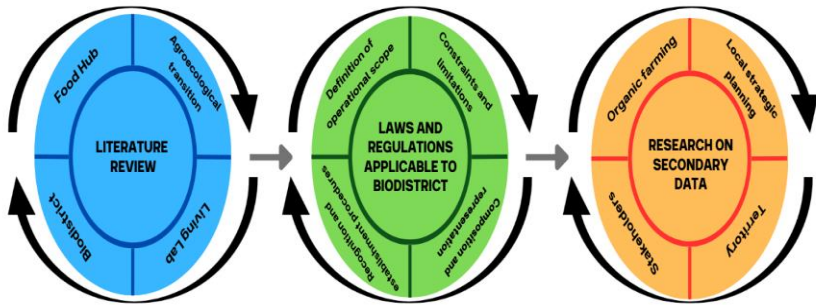 Food Hub
Agroecological
transition
LITERATURE
REVIEW
Biodistrict
Living Lab
Definition of
operational scope
Constraints and
limitations
LAWS AND
REGULATIONS
APPLICABLE TO
BIODISTRICT
Recognition and
establishment procedures
Composition and
representation
Organic farming
Local strategic
planning
RESEARCH ON
SECONDARY
DATA
Stakeholders
Territory